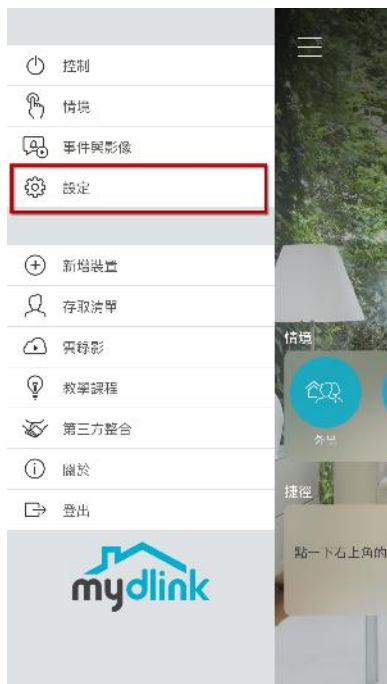 控制
情境
事件與影像
設定
新增裝置
存取清單
雲錄影
教學課程
第三方整合
關於
登出
mydlink
情境
外出
捷徑
點一下右上角的